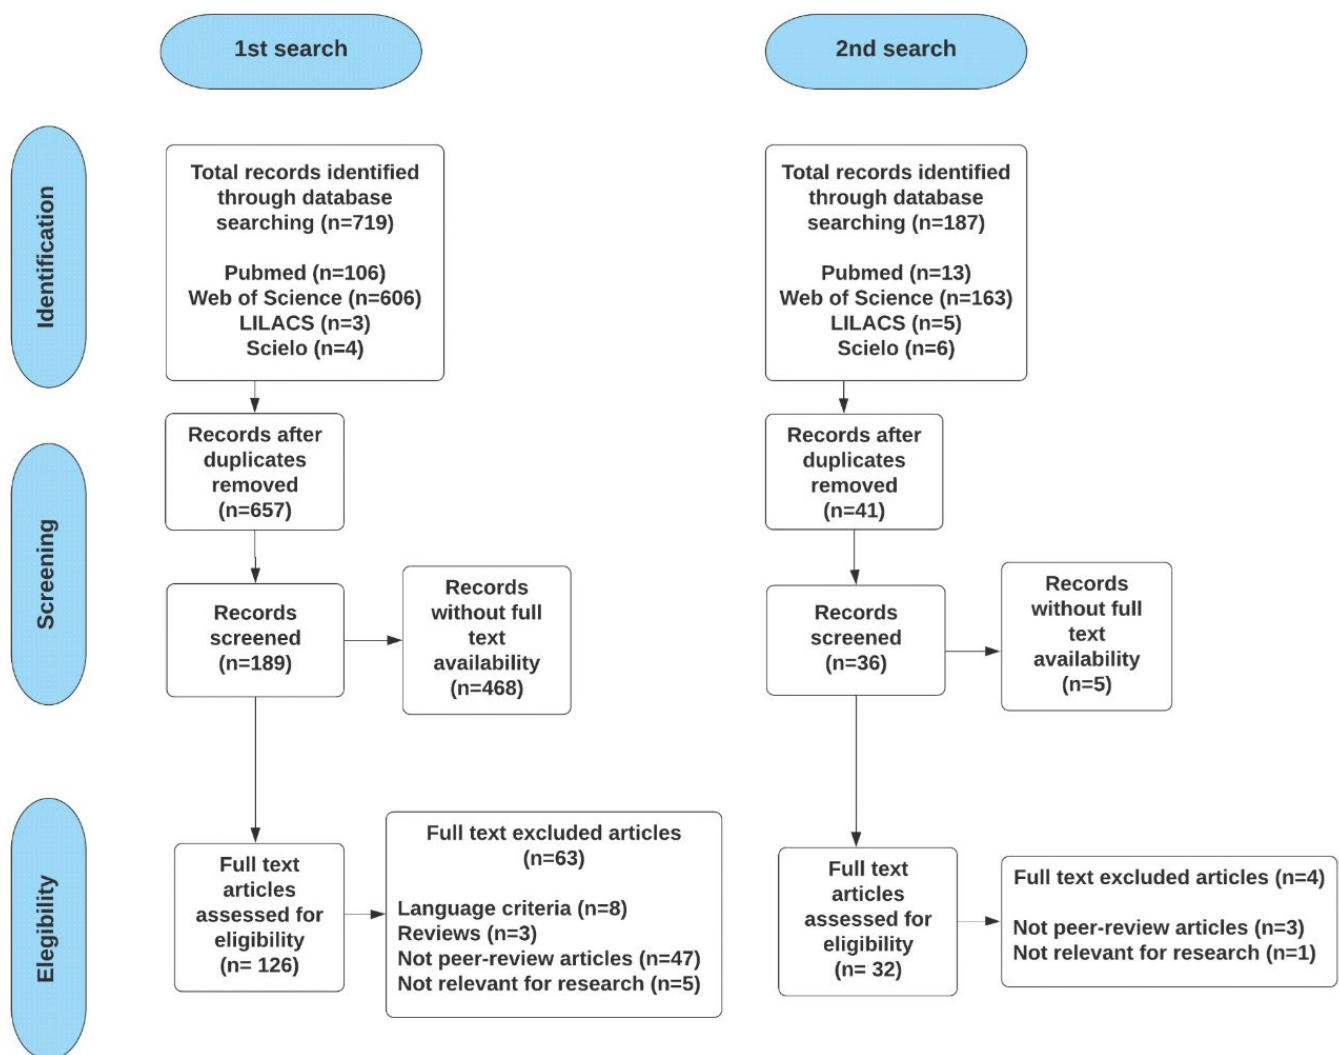 1st search
2nd search
Identification
Total records identified
through database
searching (n=719)
Pubmed (n=106)
Web of Science (n=606)
LILACS (n=3)
Scielo (n=4)
Total records identified
through database
searching (n=187)
Pubmed (n=13)
Web of Science (n=163)
LILACS (n=5)
Scielo (n=6)
Screening
Records after
duplicates
removed
(n=657)
Records
screened
(n=189)
Records
without full
text
availability
(n=468)
Records after
duplicates
removed
(n=41)
Records
screened
(n=36)
Records
without full
text
availability
(n=5)
Elegibility
Full text
articles
assessed for
eligibility
(n= 126)
Full text excluded articles
(n=63)
Language criteria (n=8)
Reviews (n=3)
Not peer-review articles (n=47)
Not relevant for research (n=5)
Full text
articles
assessed for
eligibility
(n= 32)
Full text excluded articles (n=4)
Not peer-review articles (n=3)
Not relevant for research (n=1)